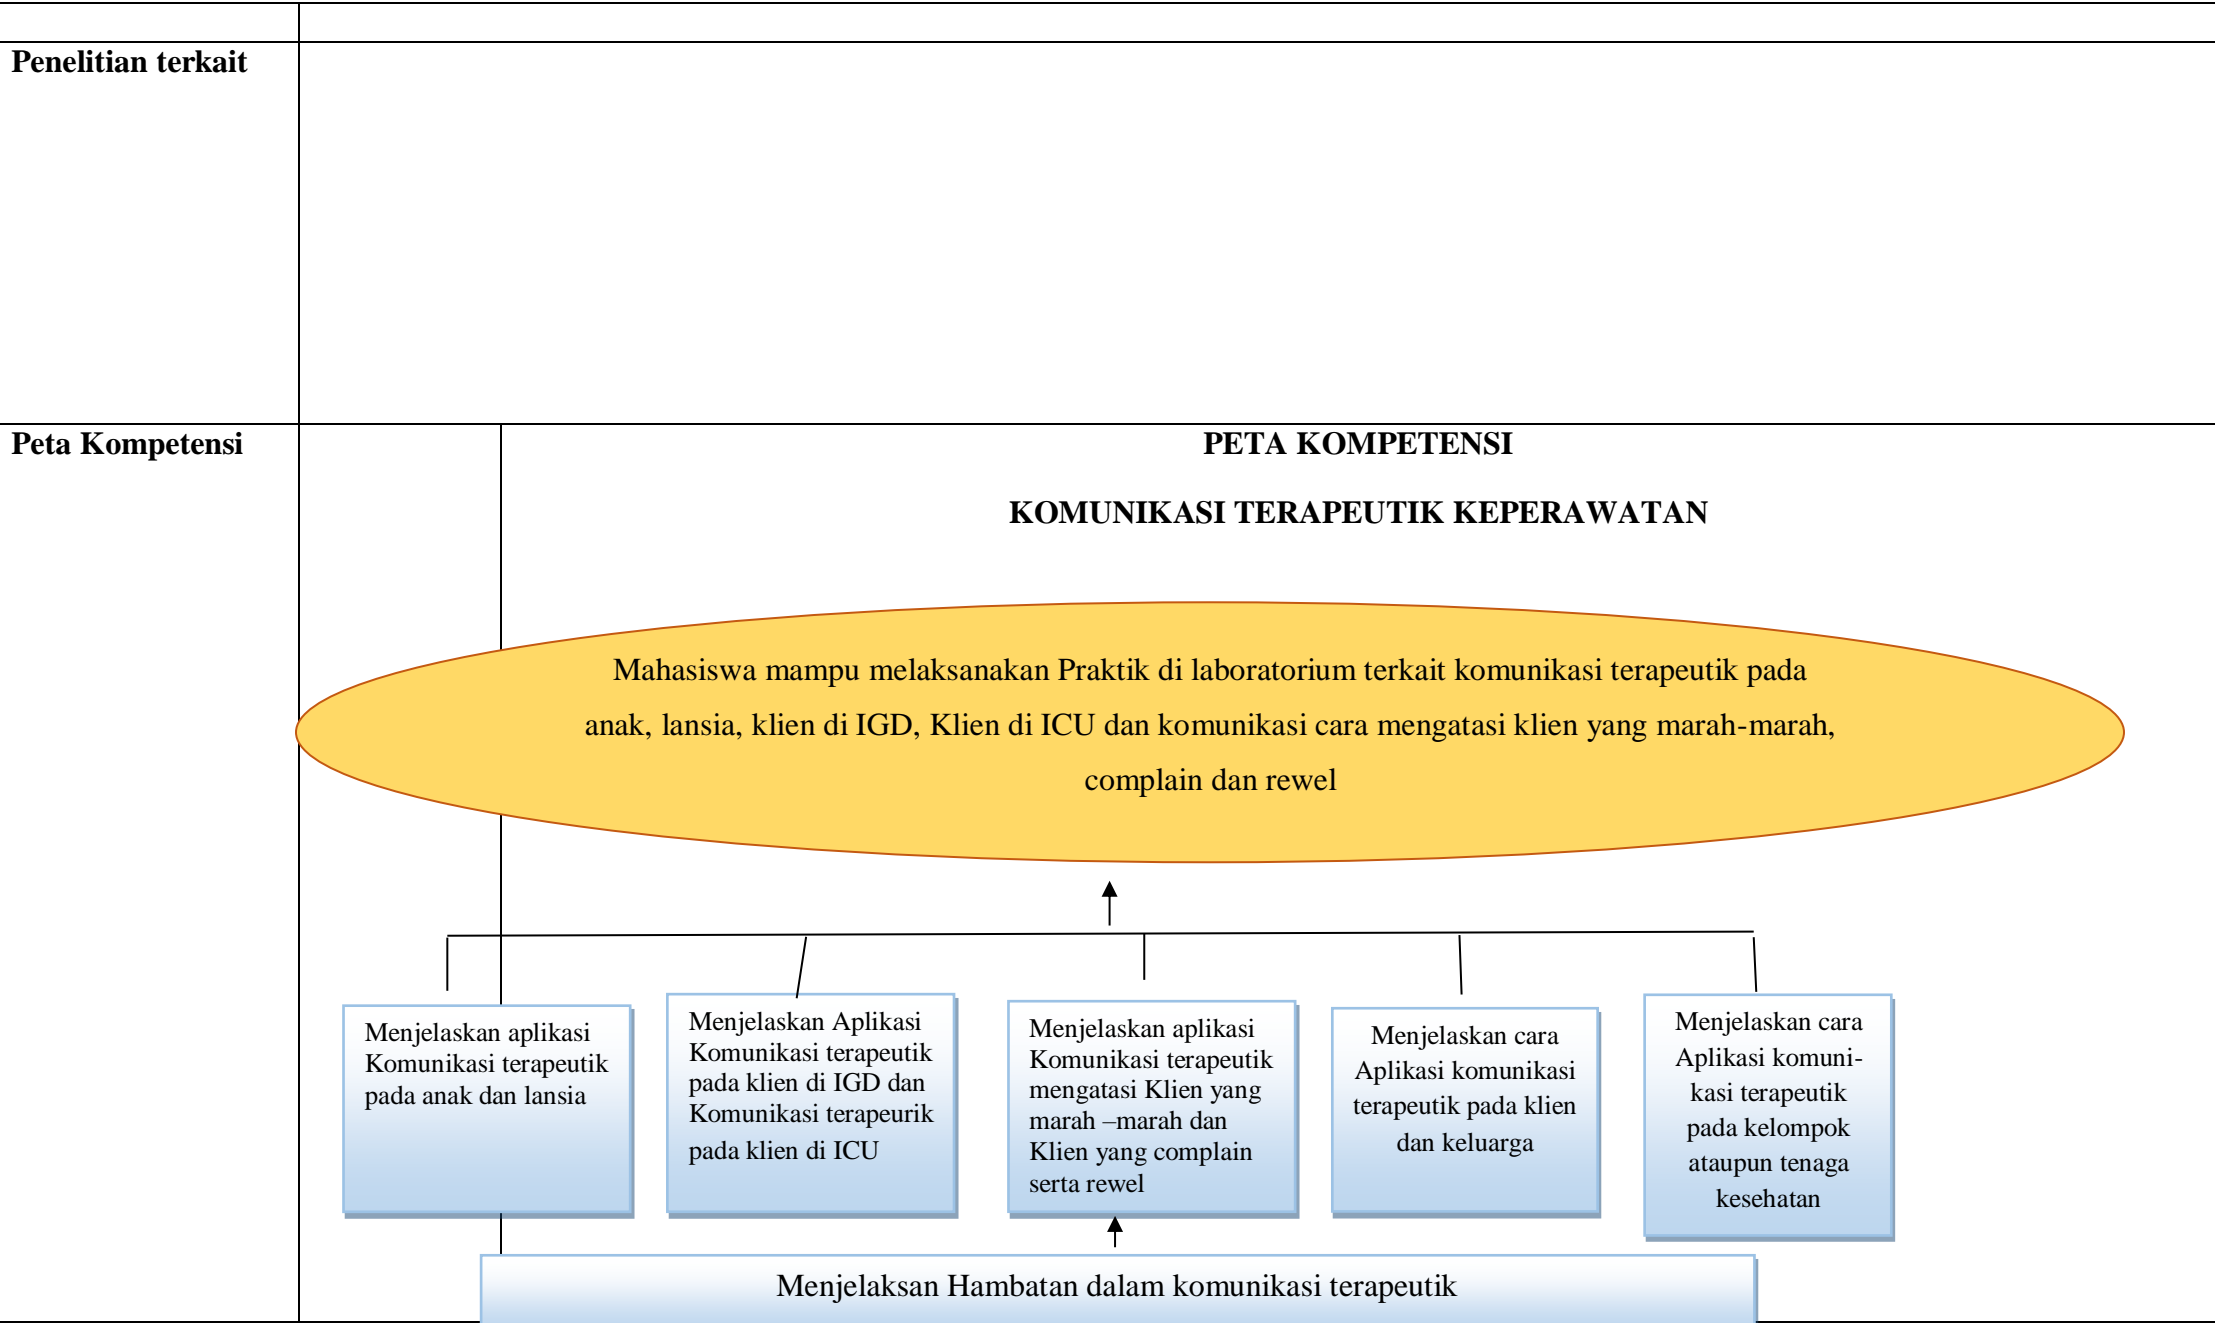 Penelitian terkait
Peta Kompetensi
PETA KOMPETENSI
KOMUNIKASI TERAPEUTIK KEPERAWATAN
Mahasiswa mampu melaksanakan Praktik di laboratorium terkait komunikasi terapeutik pada
anak, lansia, klien di IGD, Klien di ICU dan komunikasi cara mengatasi klien yang marah-marah,
complain dan rewel
Menjelaskan aplikasi
Komunikasi terapeutik
pada anak dan lansia
Menjelaskan Aplikasi
Komunikasi terapeutik
pada klien di IGD dan
Komunikasi terapeurik
pada klien di ICU
Menjelaskan aplikasi
Komunikasi terapeutik
mengatasi Klien yang
marah –marah dan
Klien yang complain
serta rewel
Menjelaskan cara
Aplikasi komunikasi
terapeutik pada klien
dan keluarga
Menjelaskan cara
Aplikasi komuni-
kasi terapeutik
pada kelompok
ataupun tenaga
kesehatan
Menjelaksan Hambatan dalam komunikasi terapeutik